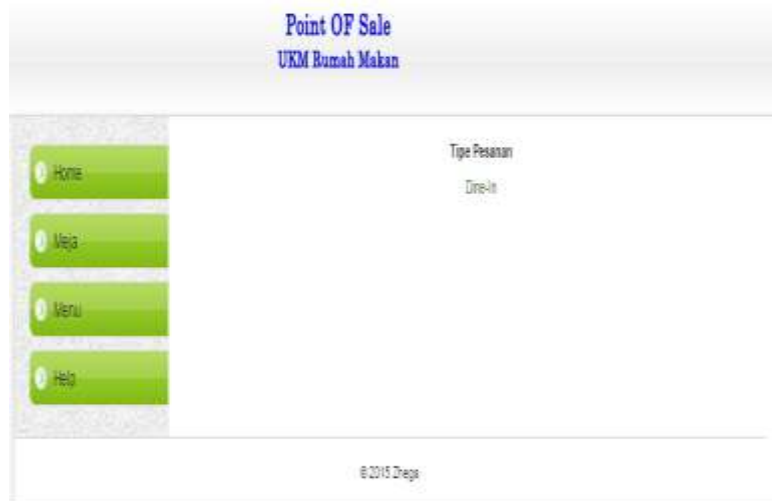 Point OF Sale
UKM Rumah Makan
Tipe Pesanan
Dine-In
Home
Meja
Menu
Help
© 2015 Zhega